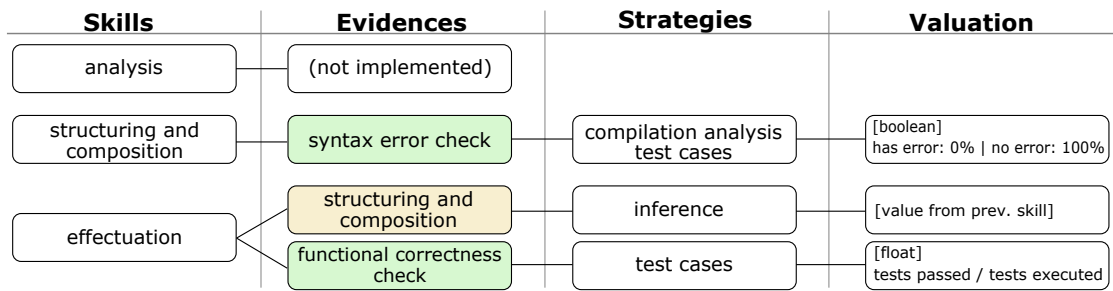 Skills Evidences Strategies Valuation
analysis (not implemented)
structuring and
composition
syntax error check
compilation analysis
test cases
[boolean]
has error: 0% | no error: 100%
effectuation
structuring and
composition
inference
[value from prev. skill]
functional correctness
check
test cases
[float]
tests passed / tests executed